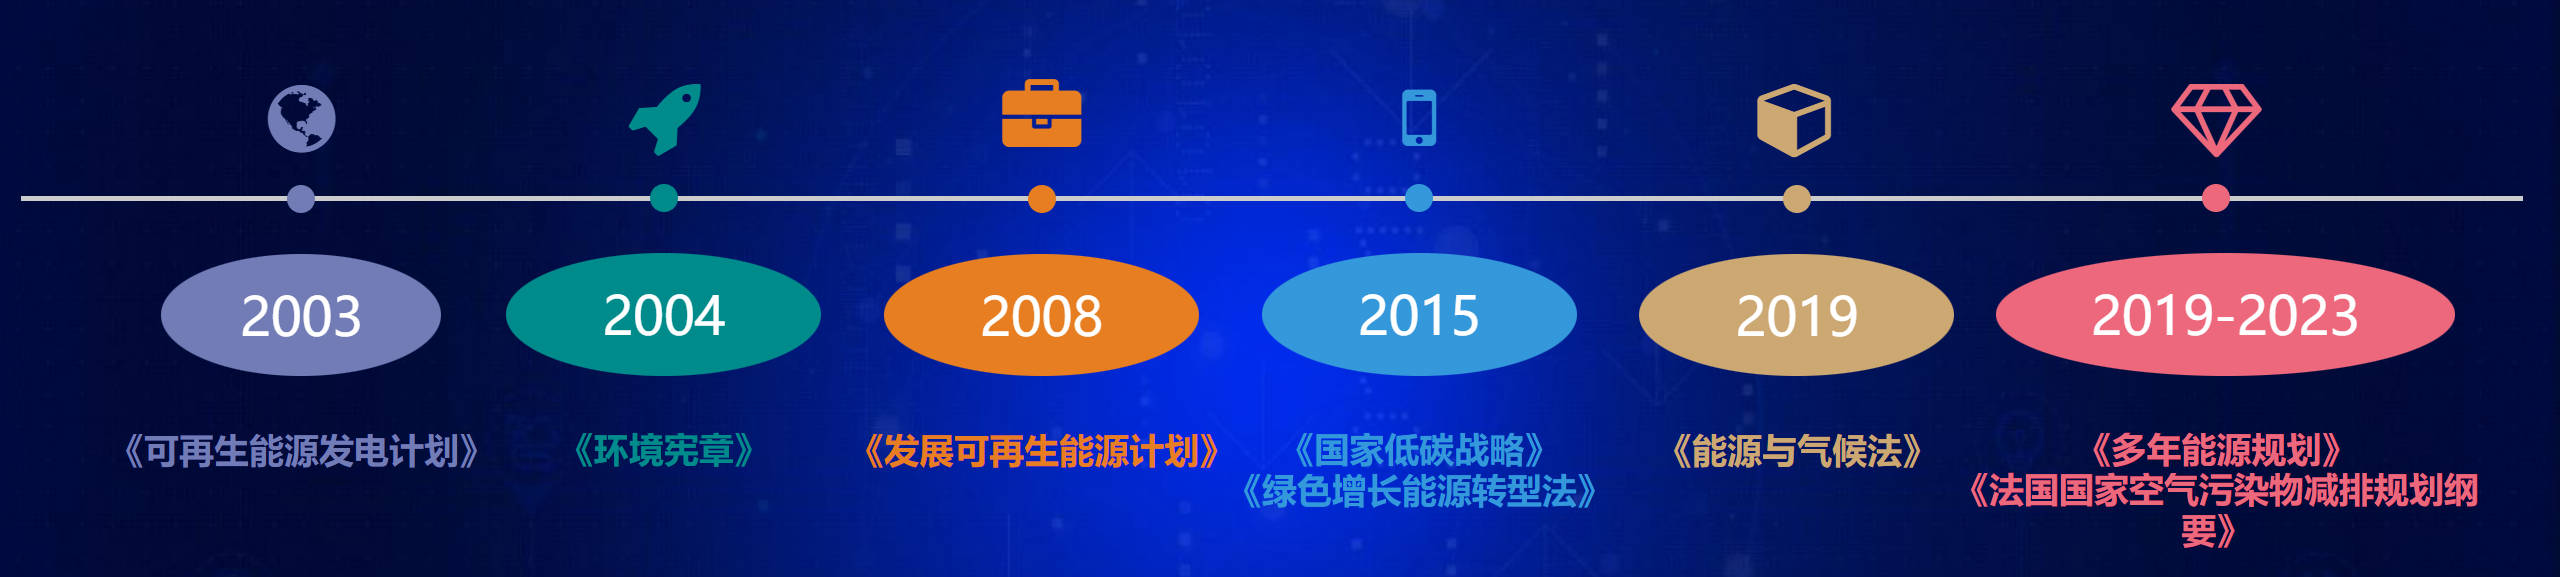 2003
2004
2008
2015
2019
2019-2023
《可再生能源发电计划》
《环境宪章》
《发展可再生能源计划》
《国家低碳战略》
《绿色增长能源转型法》
《能源与气候法》
《多年能源规划》
《法国国家空气污染物减排规划纲
要》